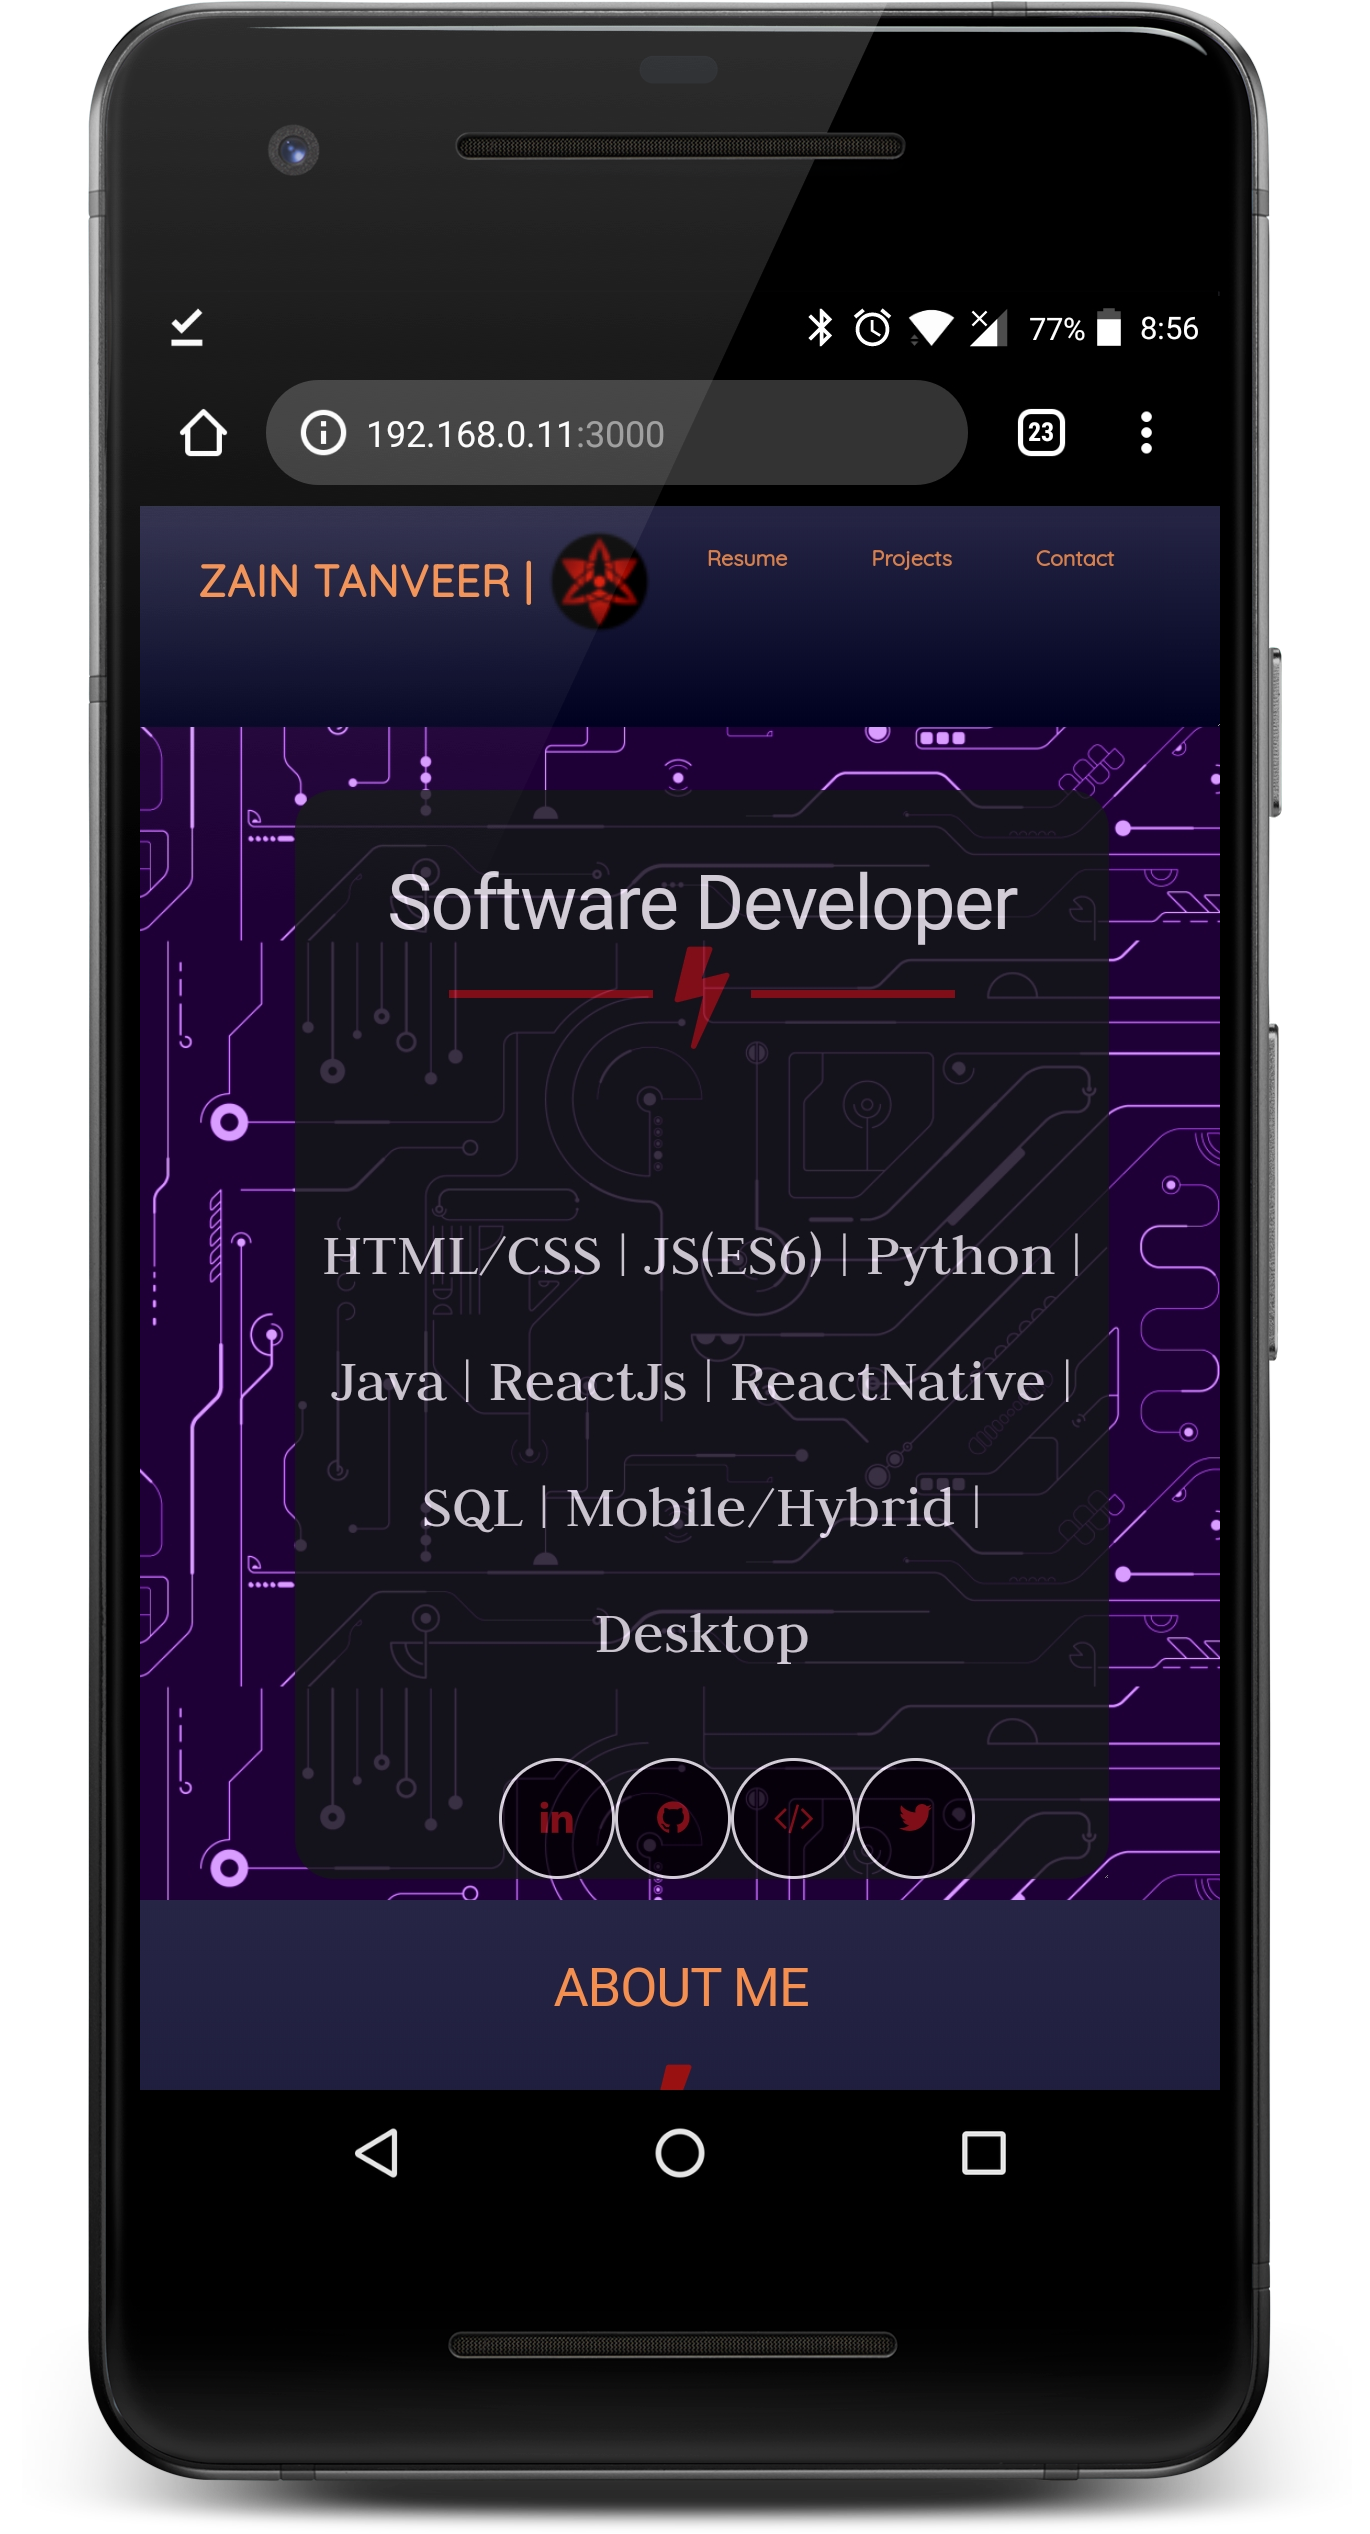 77% 8:56
192.168.0.11:3000 23
ZAIN TANVEER | Resume Projects Contact
Software Developer
HTML/CSS | JS(ES6) | Python |
Java | ReactJs | ReactNative |
SQL | Mobile/Hybrid |
Desktop
in </>
ABOUT ME